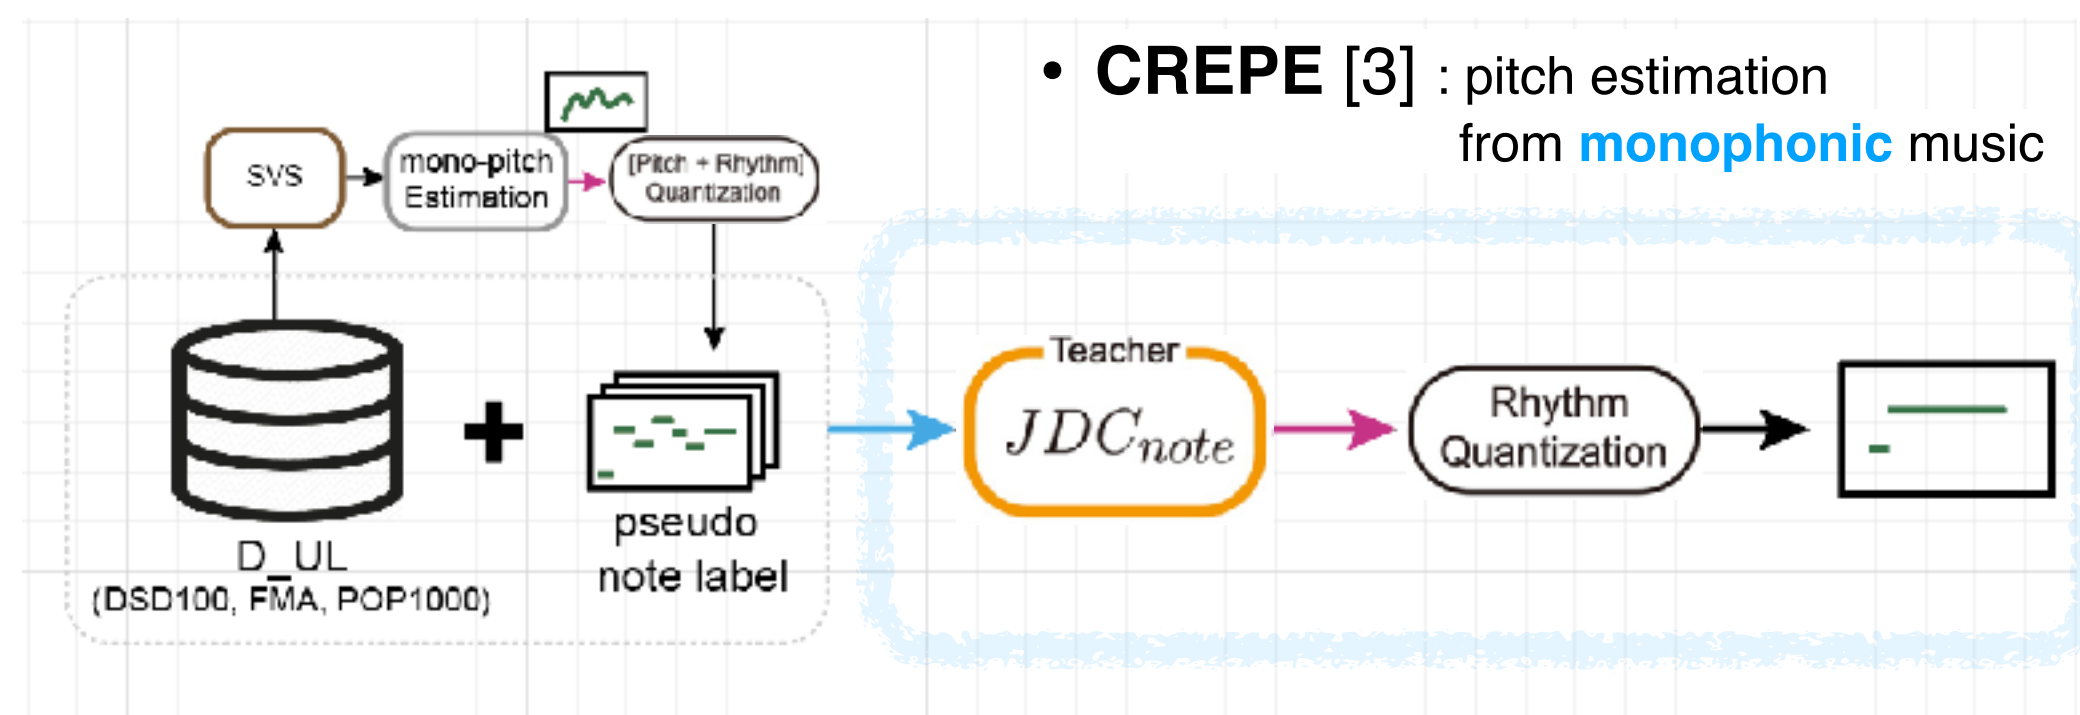 • CREPE [3] : pitch estimation
from monophonic music
SVS
mono-pitch
Estimation
[Pitch + Rhythm]
Quantization
D_UL
(DSD100, FMA, POP1000)
+
pseudo
note label
Teacher
JDCnote
Rhythm
Quantization